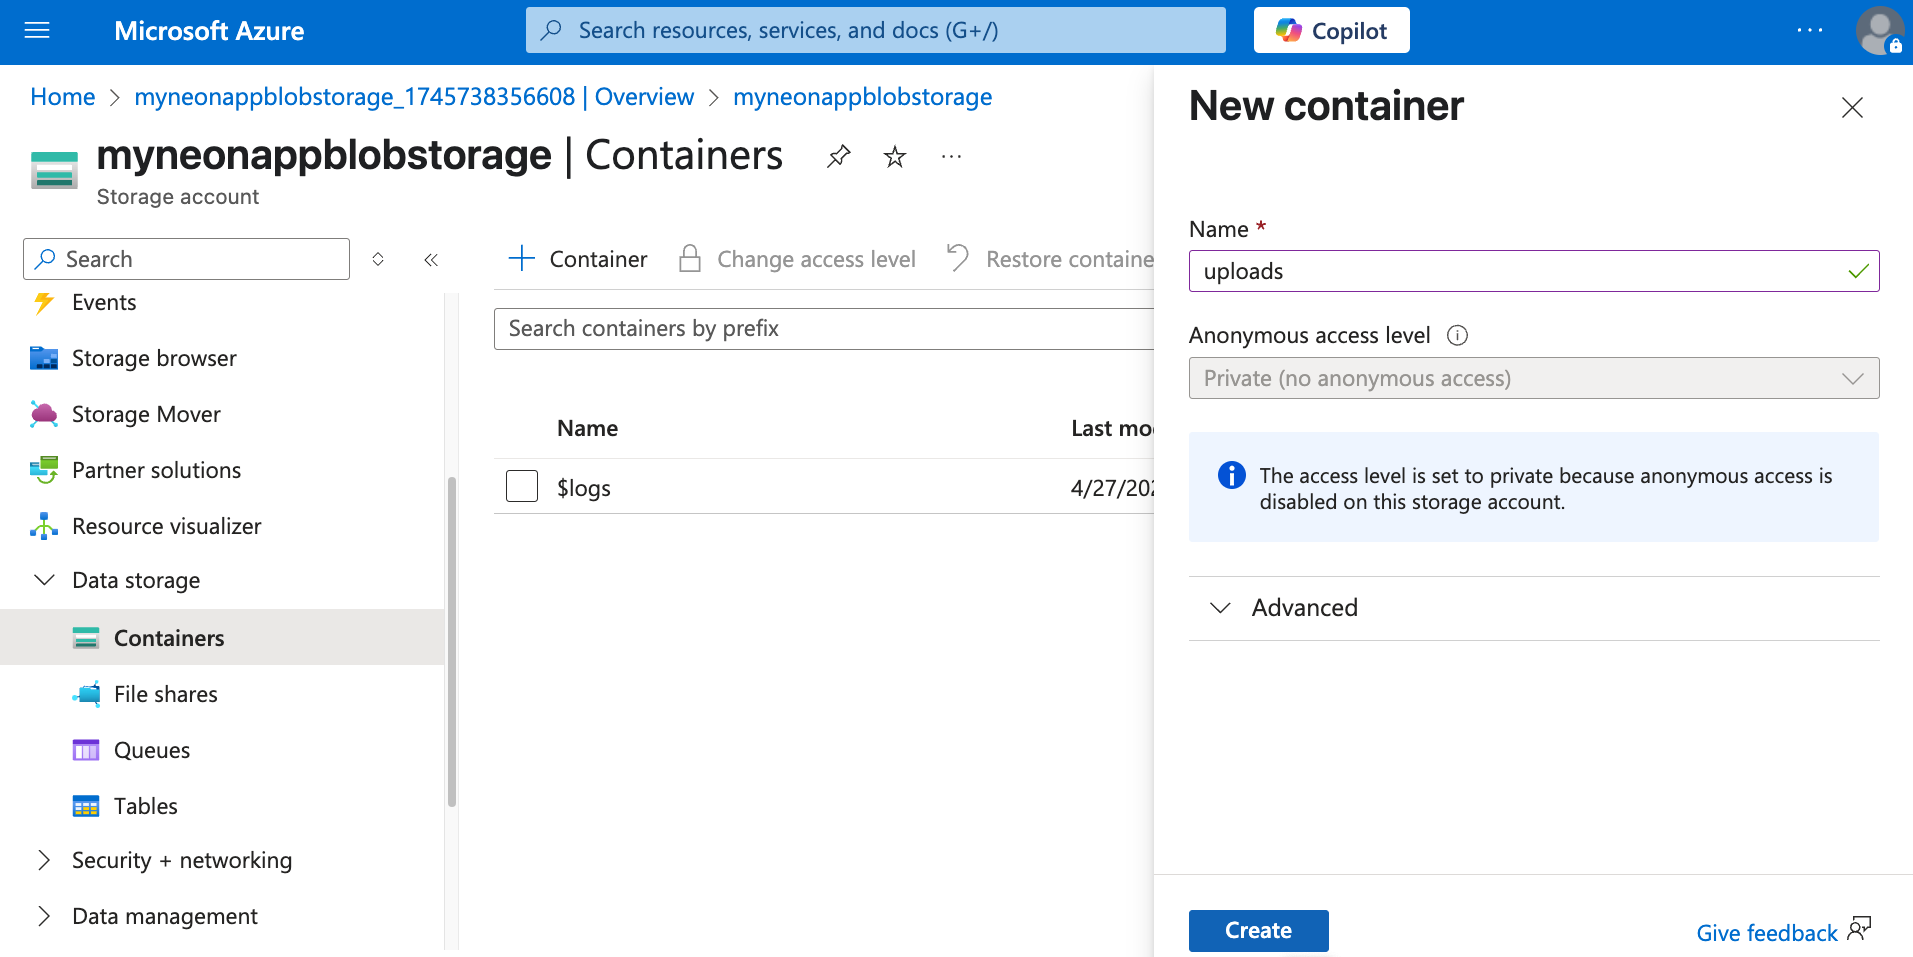 Microsoft Azure
Search resources, services, and docs (G+/)
Copilot
Home
myneonappblobstorage_1745738356608 | Overview
myneonappblobstorage
myneonappblobstorage | Containers
Storage account
Search
Events
Storage browser
Storage Mover
Partner solutions
Resource visualizer
Data storage
Containers
File shares
Queues
Tables
Security + networking
Data management
Container
Change access level
Restore containe
Search containers by prefix
Name
Last mo
$logs
4/27/202
New container
Name *
uploads
Anonymous access level
Private (no anonymous access)
The access level is set to private because anonymous access is
disabled on this storage account.
Advanced
Create
Give feedback